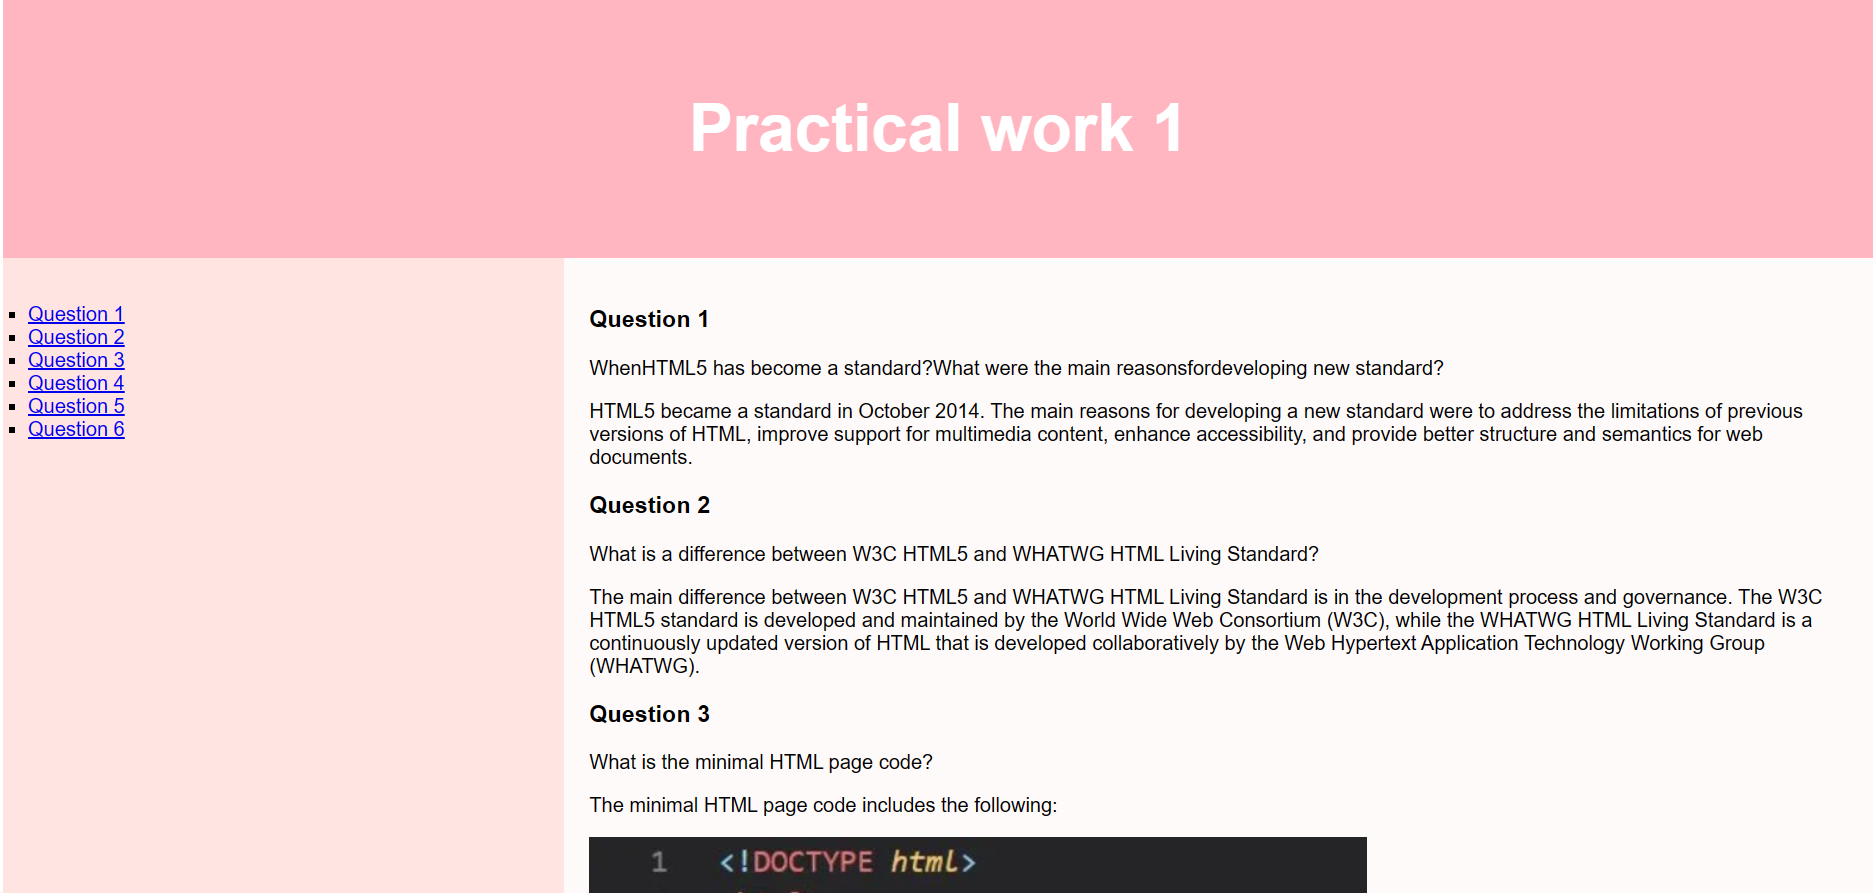 Practical work 1
Question 1
Question 2
Question 3
Question 4
Question 5
Question 6
Question 1
WhenHTML5 has become a standard?What were the main reasonsfordeveloping new standard?
HTML5 became a standard in October 2014. The main reasons for developing a new standard were to address the limitations of previous
versions of HTML, improve support for multimedia content, enhance accessibility, and provide better structure and semantics for web
documents.
Question 2
What is a difference between W3C HTML5 and WHATWG HTML Living Standard?
The main difference between W3C HTML5 and WHATWG HTML Living Standard is in the development process and governance. The W3C
HTML5 standard is developed and maintained by the World Wide Web Consortium (W3C), while the WHATWG HTML Living Standard is a
continuously updated version of HTML that is developed collaboratively by the Web Hypertext Application Technology Working Group
(WHATWG).
Question 3
What is the minimal HTML page code?
The minimal HTML page code includes the following:
1 <!DOCTYPE html>